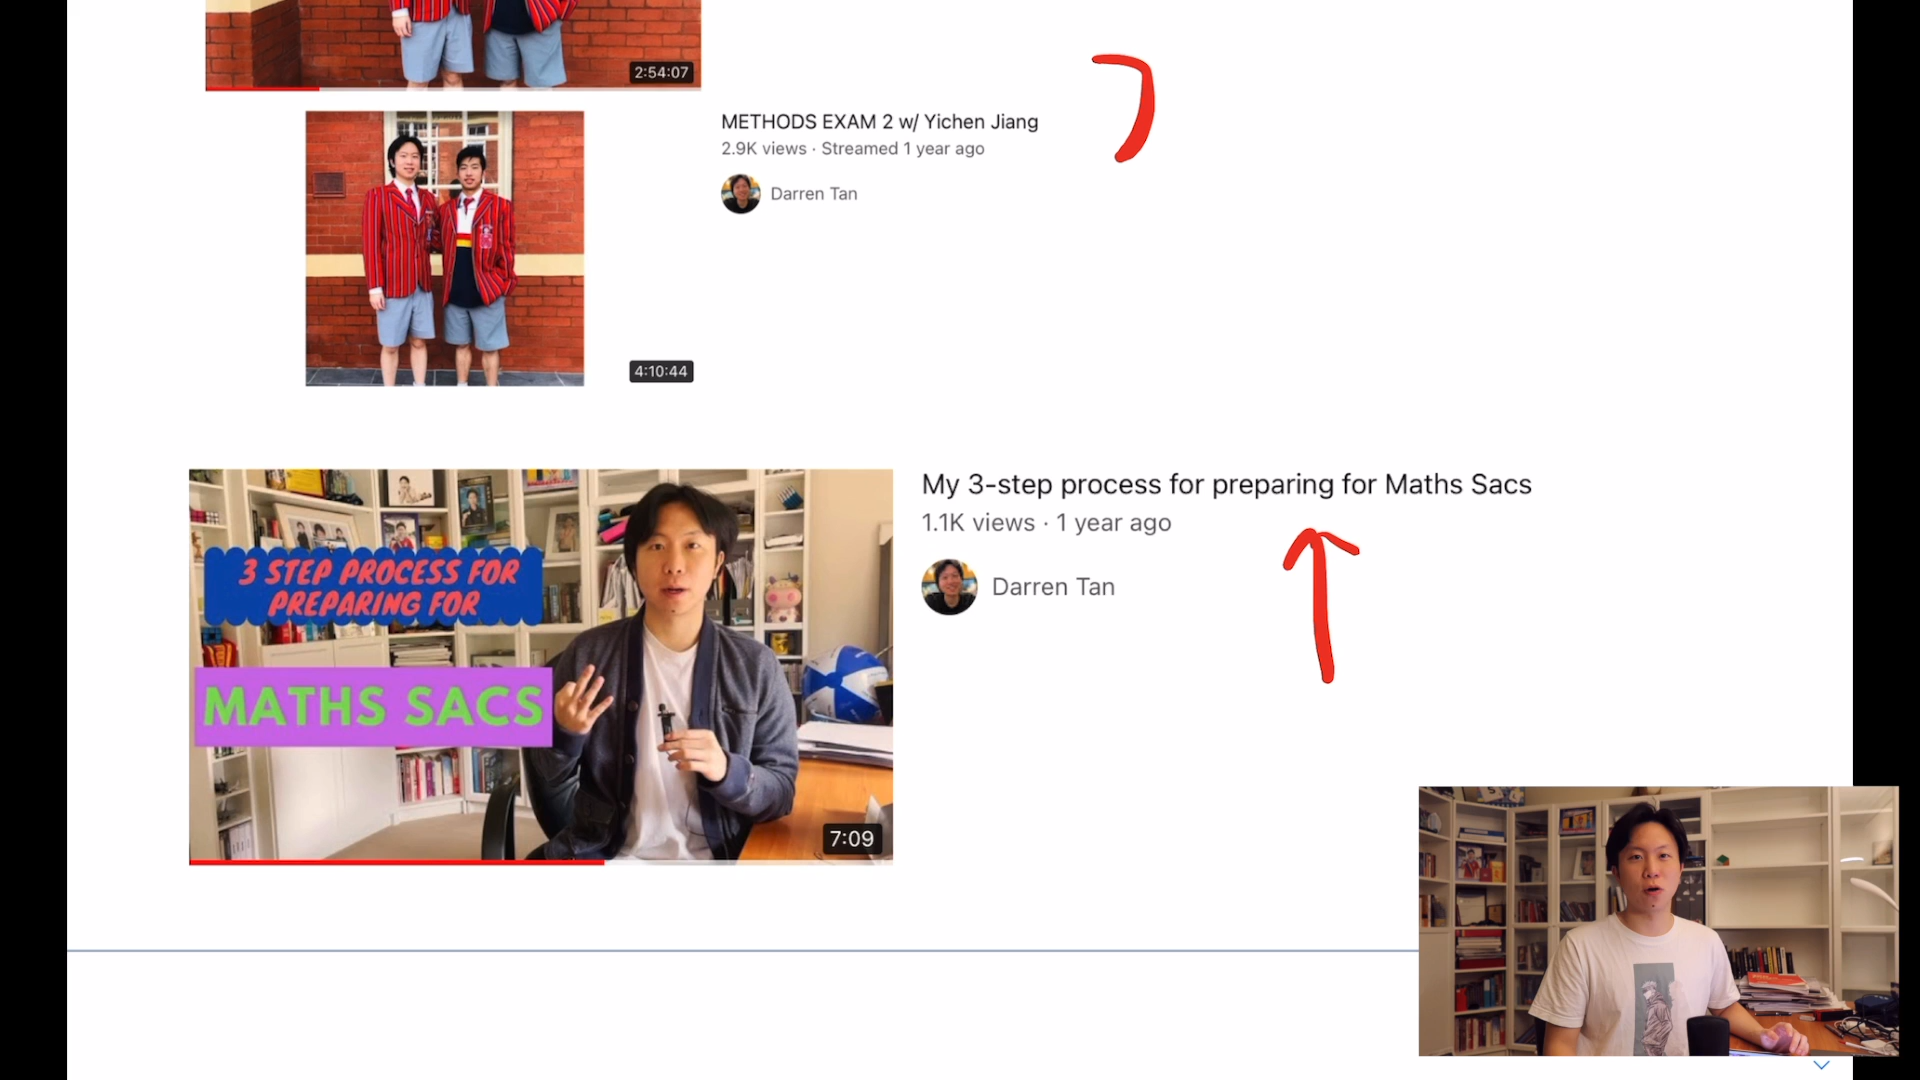 2:54:07
METHODS EXAM 2 w/ Yichen Jiang
2.9K views · Streamed 1 year ago
Darren Tan
4:10:44
My 3-step process for preparing for Maths Sacs
1.1K views · 1 year ago
Darren Tan
3 STEP PROCESS FOR
PREPARING FOR
MATHS SACS
7:09